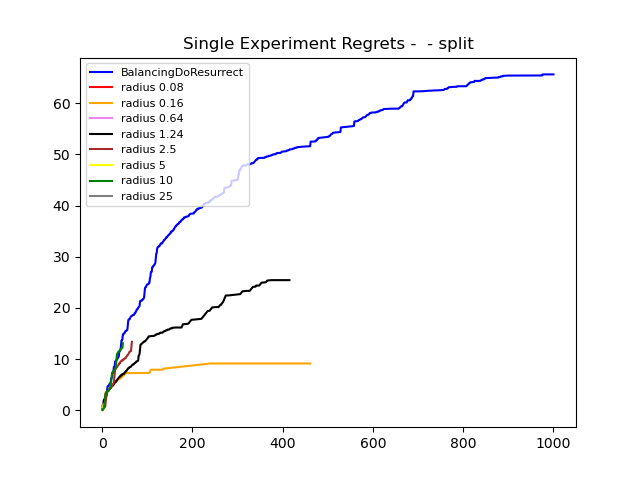 Single Experiment Regrets -  - split
BalancingDoResurrect
radius 0.08
radius 0.16
radius 0.64
radius 1.24
radius 2.5
radius 5
radius 10
radius 25
60
50
40
30
20
10
0
0 200 400 600 800 1000